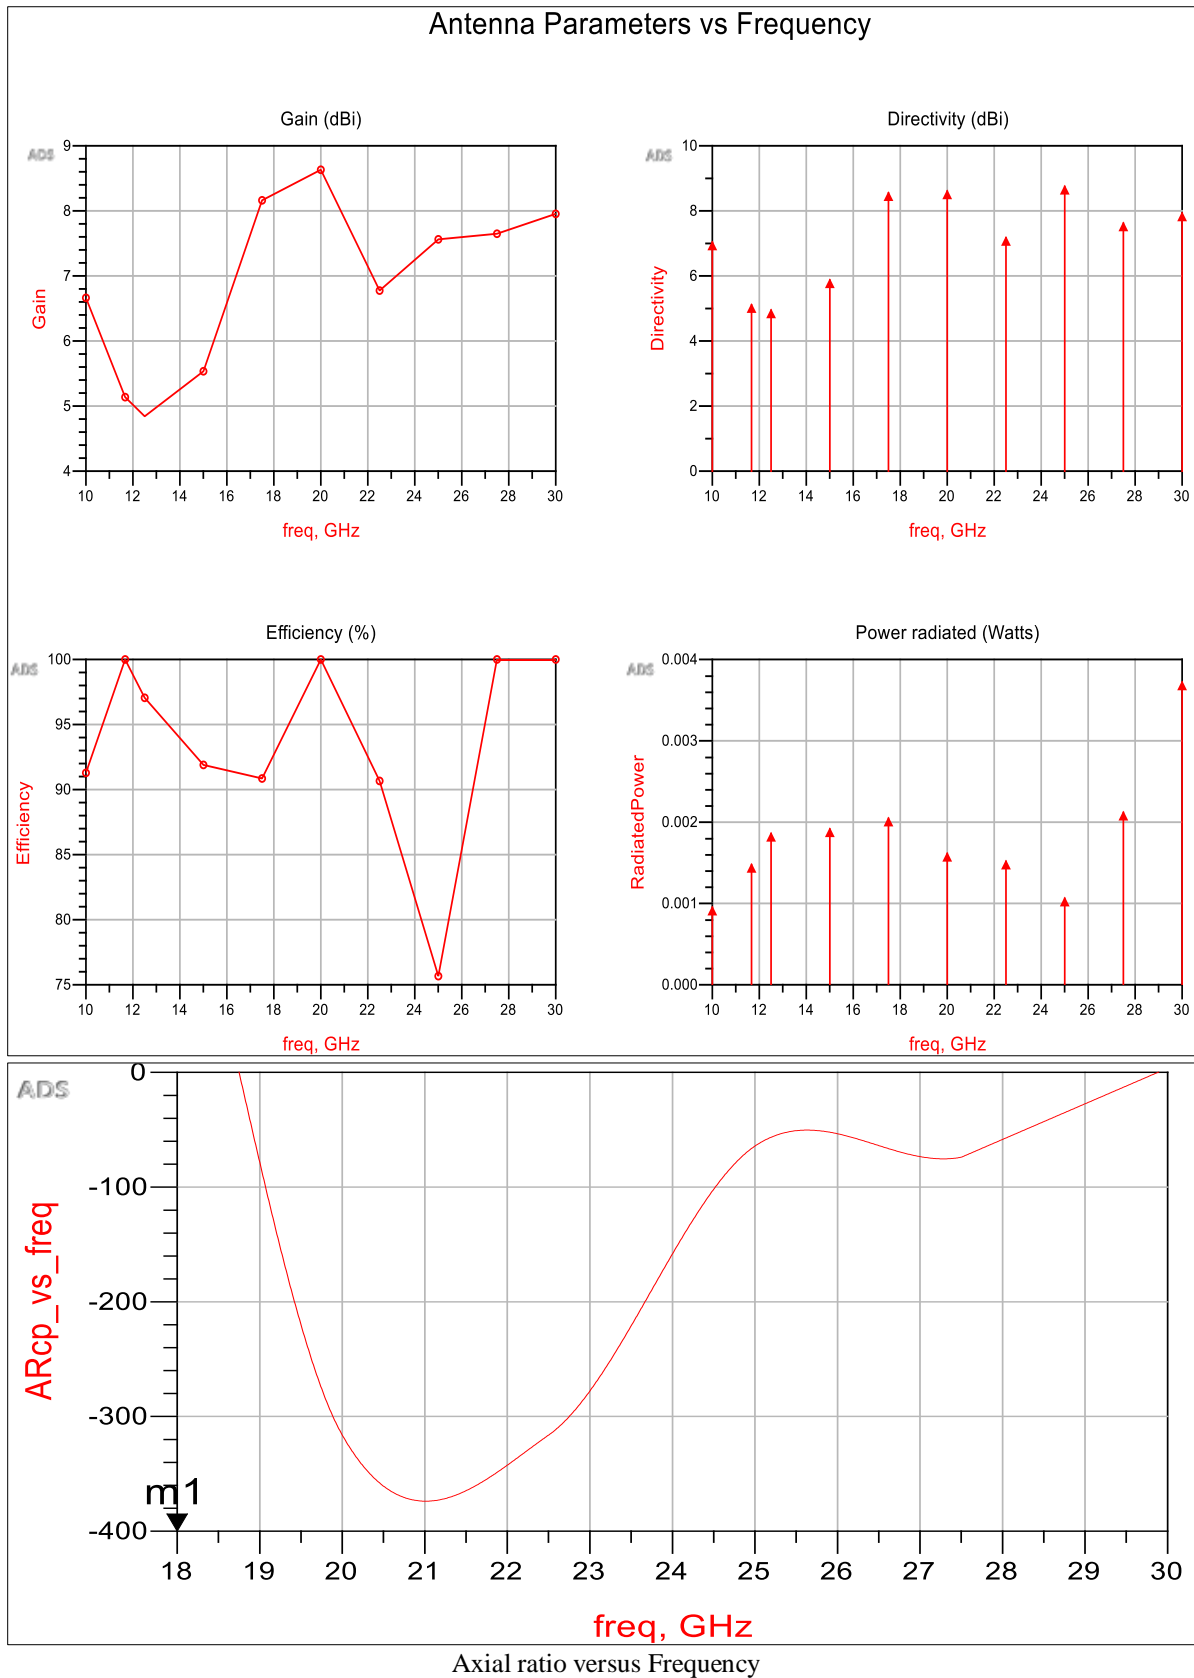 Antenna Parameters vs Frequency
Gain (dBi)
ADS
9
8
7
6
5
4
Gain
10 12 14 16 18 20 22 24 26 28 30
freq, GHz
Directivity (dBi)
ADS
10
8
6
4
2
0
Directivity
10 12 14 16 18 20 22 24 26 28 30
freq, GHz
Efficiency (%)
ADS
100
95
90
85
80
75
Efficiency
10 12 14 16 18 20 22 24 26 28 30
freq, GHz
Power radiated (Watts)
ADS
0.004
0.003
0.002
0.001
0.000
RadiatedPower
10 12 14 16 18 20 22 24 26 28 30
freq, GHz
ADS
0
-100
-200
-300
-400
ARcp_vs_freq
m1
18 19 20 21 22 23 24 25 26 27 28 29 30
freq, GHz
Axial ratio versus Frequency